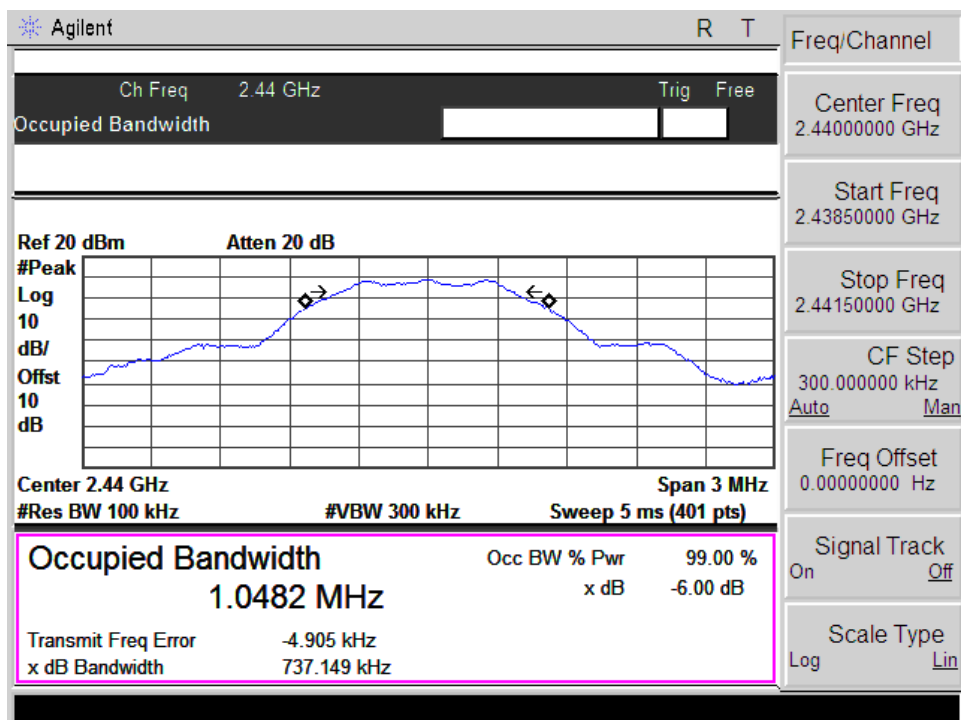 Agilent R T
Ch Freq 2.44 GHz Trig Free
Occupied Bandwidth
Ref 20 dBm Atten 20 dB
#Peak
Log
10
dB/
Offst
10
dB
Center 2.44 GHz Span 3 MHz
#Res BW 100 kHz #VBW 300 kHz Sweep 5 ms (401 pts)
Occupied Bandwidth Occ BW % Pwr 99.00 %
1.0482 MHz x dB -6.00 dB
Transmit Freq Error -4.905 kHz
x dB Bandwidth 737.149 kHz
Freq/Channel
Center Freq
2.44000000 GHz
Start Freq
2.43850000 GHz
Stop Freq
2.44150000 GHz
CF Step
300.000000 kHz
Auto Man
Freq Offset
0.00000000 Hz
Signal Track
On Off
Scale Type
Log Lin